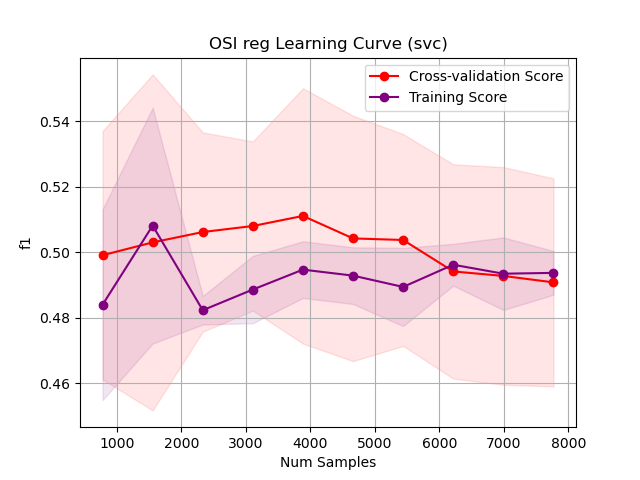 OSI reg Learning Curve (svc)
Cross-validation Score
Training Score
0.54
0.52
0.50
0.48
0.46
f1
1000 2000 3000 4000 5000 6000 7000 8000
Num Samples